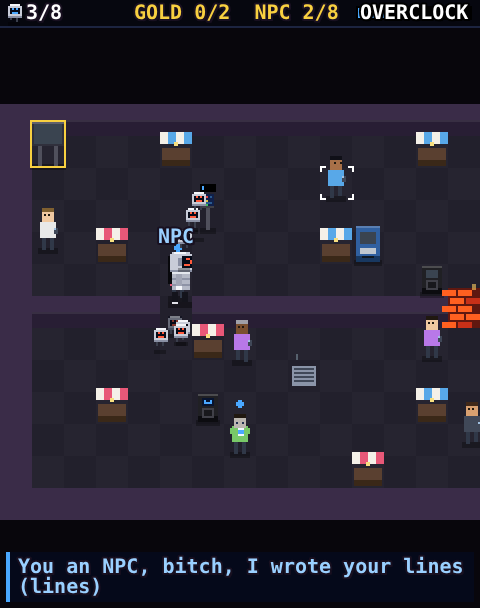 3/8 GOLD 0/2 NPC 2/8 OVERCLOCK
NPC
You an NPC, bitch, I wrote your lines
(lines)